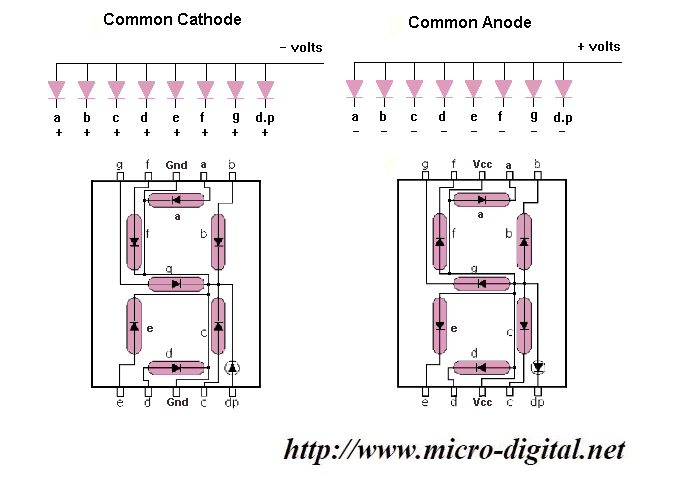 Common Cathode
Common Anode
– volts
+ volts
a b c d e f g d.p
+ + + + + + + +
a b c d e f g d.p
– – – – – – – –
g f Gnd a b
g f Vcc a b
a
f b
g
e c
d
a
f b
g
e c
d
e d Gnd c dp
e d Vcc c dp
http://www.micro-digital.net